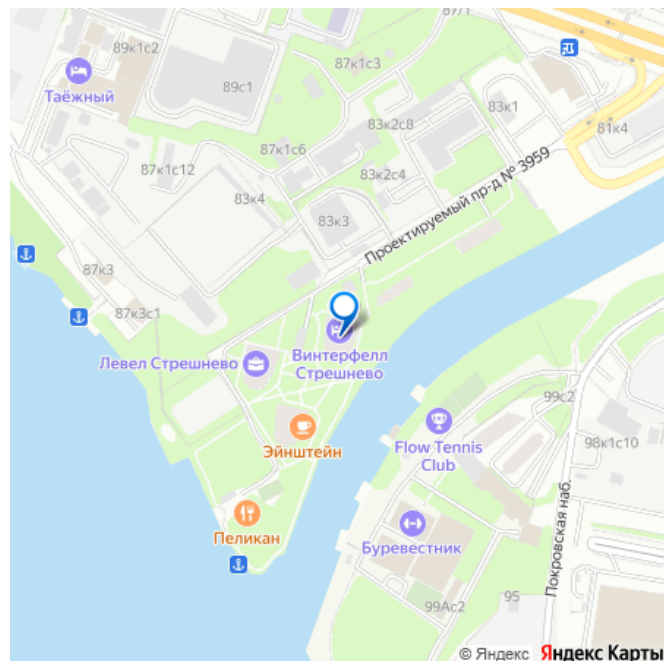 87/1
89к1с2
87к1с3
Таёжный
89с1
83к1
83к2с8
81к4
87к1с6
87к1с12
83к2с4
83к4
83к3
Проектируемый пр-д № 3959
87к3
87к3с1
Левел Стрешнево
Винтерфелл
Стрешнево
99с2
Эйнштейн
Flow Tennis
Club
98к1с10
Пеликан
Буревестник
Покровская наб.
95
99Ас2
© Яндекс Яндекс Карты